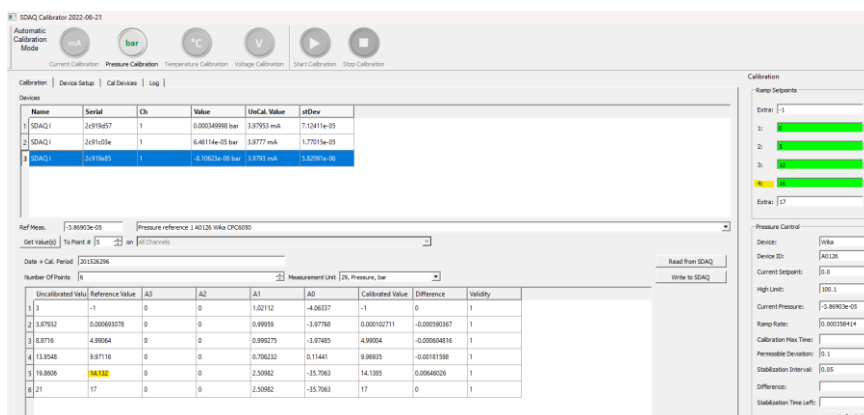 SDAQ Calibrator 2022-06-21
Automatic
Calibration
Mode
mA
bar
°C
V
Current Calibration Pressure Calibration Temperature Calibration Voltage Calibration Start Calibration Stop Calibration
Calibration Device Setup Cal Devices Log
Devices
Name Serial Ch Value UnCal. Value stDev
1 SDAQ I 2c919d57 1 0.000349998 bar 3.97953 mA 7.12411e-05
2 SDAQ I 2c91c03e 1 6.46114e-05 bar 3.9777 mA 1.77015e-05
3 SDAQ I 2c919e85 1 -8.10623e-06 bar 3.9793 mA 5.82091e-06
Ref Meas. -3.86903e-05 Pressure reference 1 A0126 Wika CPC6050
Get Value(s) To Point # 5 on All Channels
Date + Cal. Period 201526296
Read from SDAQ
Number Of Points 6 Measurement Unit 29, Pressure, bar
Write to SDAQ
Uncalibrated Valu Reference Value A3 A2 A1 A0 Calibrated Value Difference Validity
1 3 -1 0 0 1.02112 -4.06337 -1 0 1
2 3.97932 0.000693078 0 0 0.99959 -3.97768 0.000102711 -0.000590367 1
3 8.9716 4.99064 0 0 0.999275 -3.97485 4.99004 -0.000604816 1
4 13.9548 9.97116 0 0 0.706232 0.11441 9.96935 -0.00181598 1
5 19.8606 14.132 0 0 2.50982 -35.7063 14.1385 0.00646026 1
6 21 17 0 0 2.50982 -35.7063 17 0 1
Calibration
Ramp Setpoints
Extra: -1
1: 0
2: 5
3: 10
4: 16
Extra: 17
Pressure Control
Device: Wika
Device ID: A0126
Current Setpoint: 0.0
High Limit: 100.1
Current Pressure: -3.86903e-05
Ramp Rate: 0.000358414
Calibration Max Time:
Permissible Deviation: 0.1
Stabilization Interval: 0.05
Difference:
Stabilization Time Left: